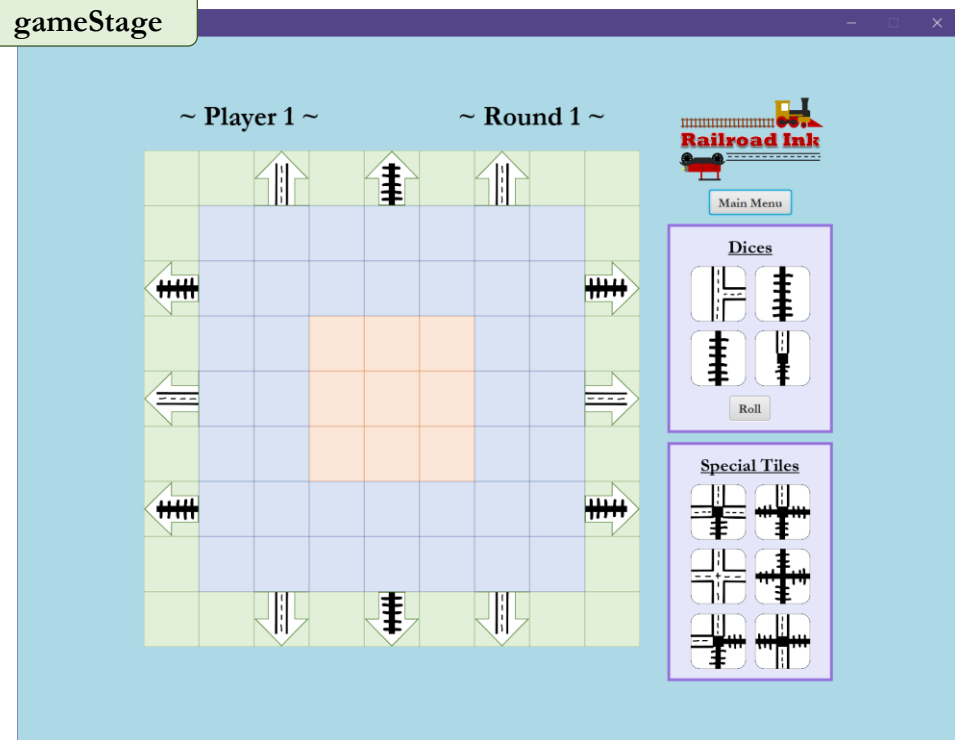 gameStage
~ Player 1 ~
~ Round 1 ~
Railroad Ink
Main Menu
Dices
Roll
Special Tiles